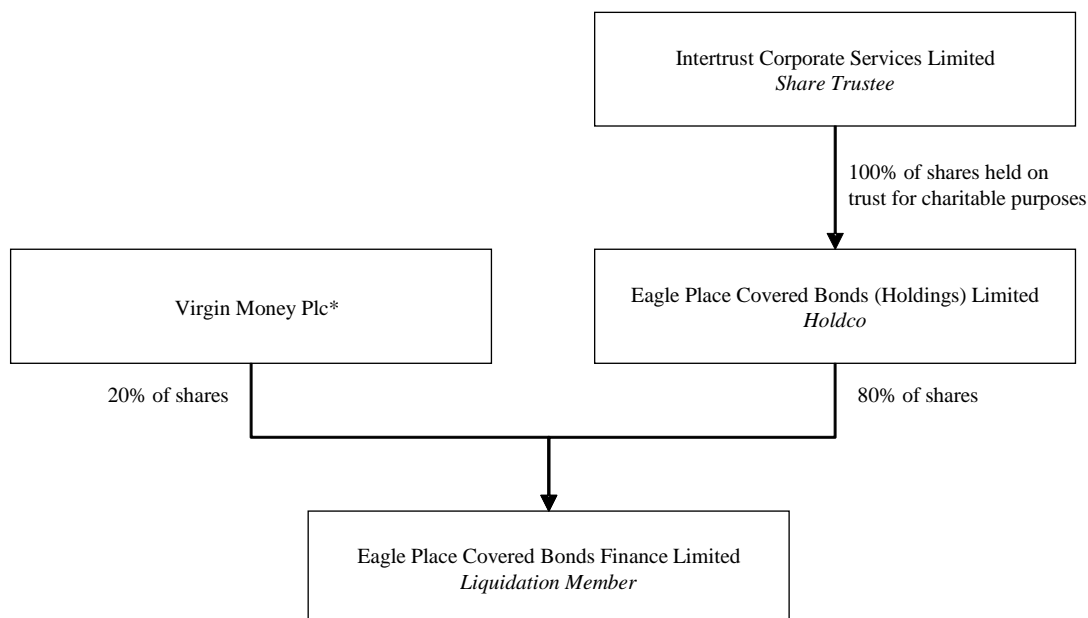 Intertrust Corporate Services Limited
Share Trustee
100% of shares held on
trust for charitable purposes
Virgin Money Plc*
Eagle Place Covered Bonds (Holdings) Limited
Holdco
20% of shares
80% of shares
Eagle Place Covered Bonds Finance Limited
Liquidation Member